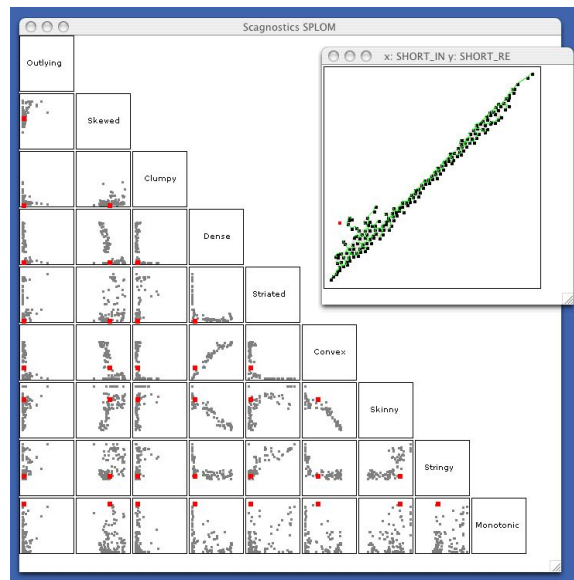 Scagnostics SPLOM
Outlying
x: SHORT_IN y: SHORT_RE
Skewed
Clumpy
Dense
Striated
Convex
Skinny
Stringy
Monotonic